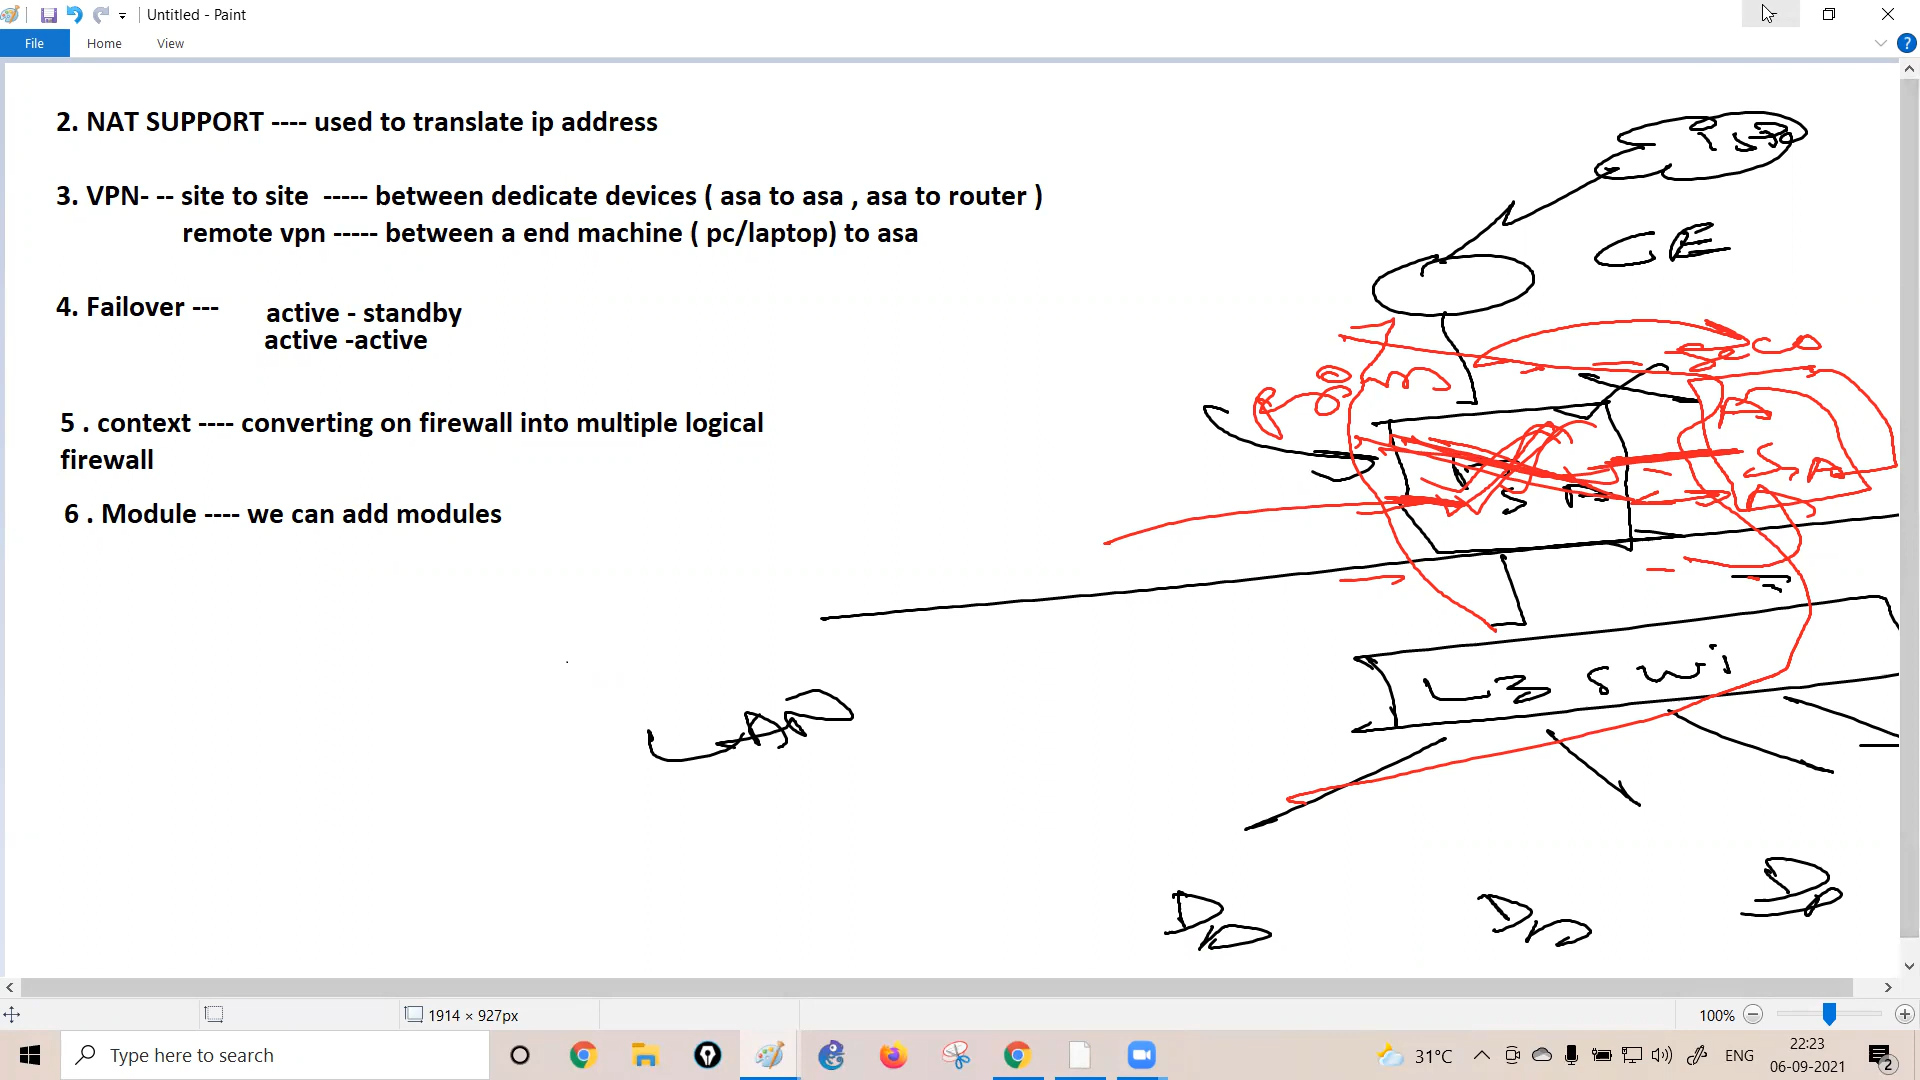 Untitled - Paint
File Home View
2. NAT SUPPORT ---- used to translate ip address
3. VPN- -- site to site ----- between dedicate devices ( asa to asa , asa to router )
remote vpn ----- between a end machine ( pc/laptop) to asa
4. Failover ---
active - standby
active -active
5 . context ---- converting on firewall into multiple logical
firewall
6 . Module ---- we can add modules
CE
L3 Swi
LAN
1914 × 927px
100%
Type here to search
31°C
ENG
22:23
06-09-2021
2